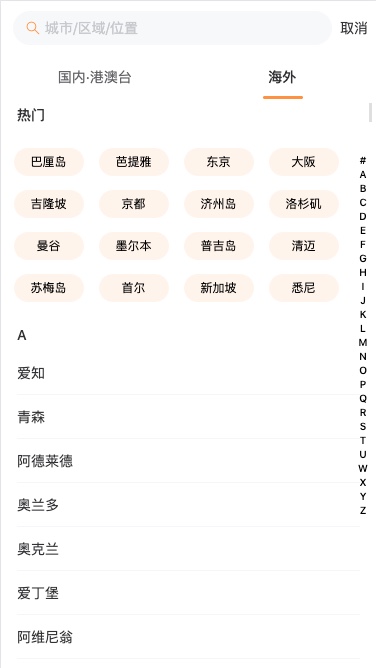 城市/区域/位置 取消
国内·港澳台 海外
热门
巴厘岛 芭提雅 东京 大阪
吉隆坡 京都 济州岛 洛杉矶
曼谷 墨尔本 普吉岛 清迈
苏梅岛 首尔 新加坡 悉尼
A
爱知
青森
阿德莱德
奥兰多
奥克兰
爱丁堡
阿维尼翁
#
A
B
C
D
E
F
G
H
I
J
K
L
M
N
O
P
Q
R
S
T
U
W
X
Y
Z